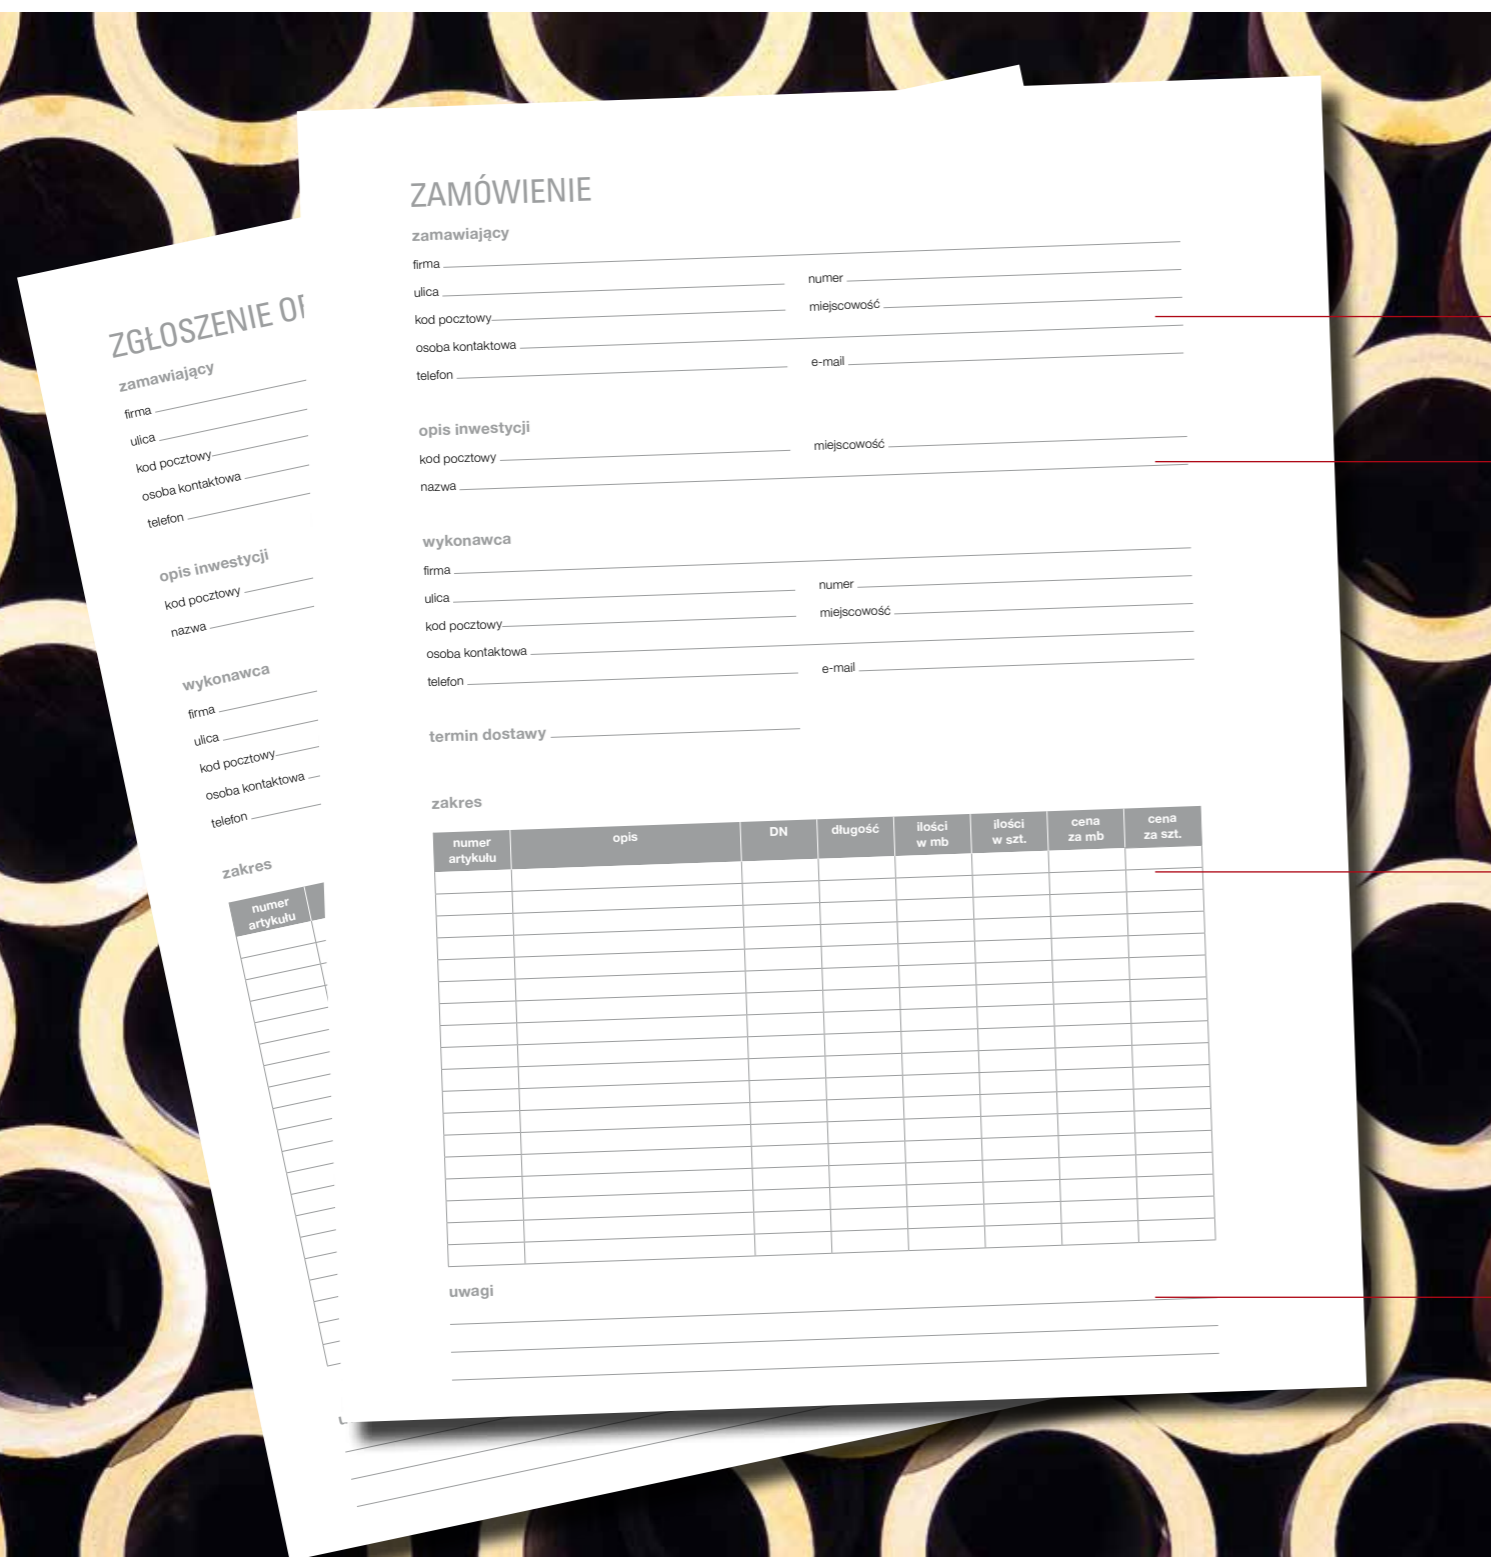 ZAMÓWIENIE
zamawiający
firma
ulica numer
kod pocztowy miejscowość
osoba kontaktowa
telefon e-mail
opis inwestycji
kod pocztowy miejscowość
nazwa
wykonawca
firma
ulica numer
kod pocztowy miejscowość
osoba kontaktowa
telefon e-mail
termin dostawy
zakres
numer artykułu opis DN długość ilości w mb ilości w szt. cena za mb cena za szt.
uwagi
ZGŁOSZENIE
zamawiający
firma
ulica
kod pocztowy
osoba kontaktowa
telefon
opis inwestycji
kod pocztowy
nazwa
wykonawca
firma
ulica
kod pocztowy
osoba kontaktowa
telefon
zakres
numer
artykułu